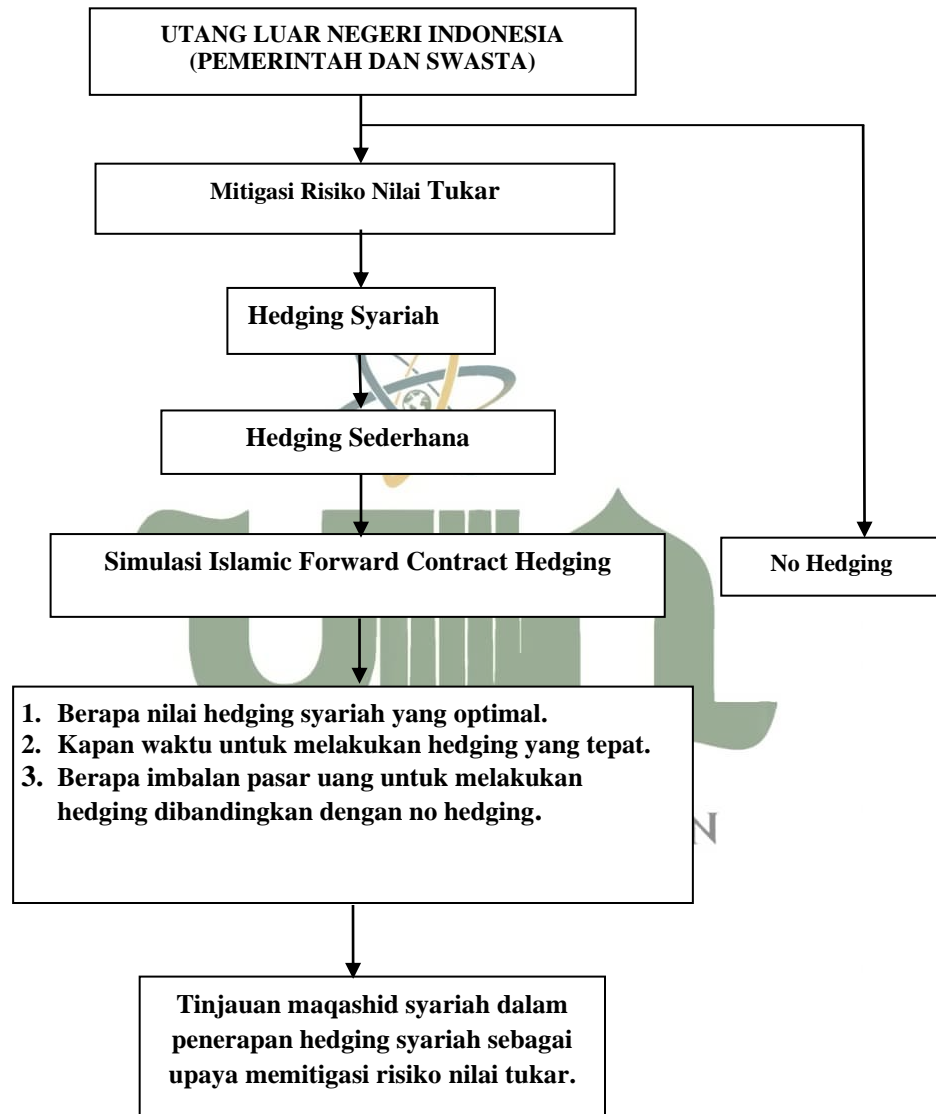 UTANG LUAR NEGERI INDONESIA
(PEMERINTAH DAN SWASTA)
Mitigasi Risiko Nilai Tukar
Hedging Syariah
Hedging Sederhana
Simulasi Islamic Forward Contract Hedging
No Hedging
1. Berapa nilai hedging syariah yang optimal.
2. Kapan waktu untuk melakukan hedging yang tepat.
3. Berapa imbalan pasar uang untuk melakukan
hedging dibandingkan dengan no hedging.
Tinjauan maqashid syariah dalam
penerapan hedging syariah sebagai
upaya memitigasi risiko nilai tukar.